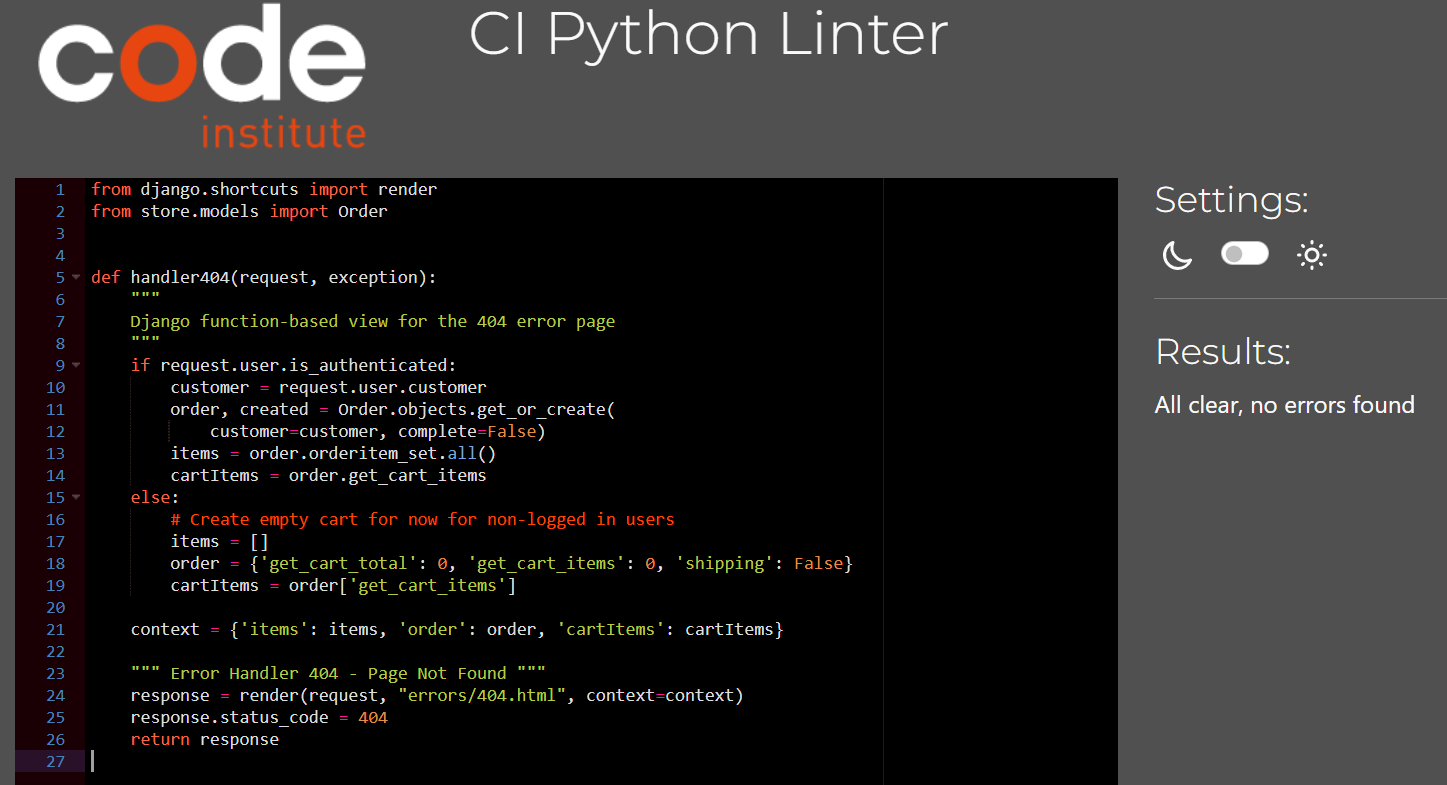 code
institute
CI Python Linter
1 from django.shortcuts import render
2 from store.models import Order
3
4
5 def handler404(request, exception):
6     """
7     Django function-based view for the 404 error page
8     """
9     if request.user.is_authenticated:
10         customer = request.user.customer
11         order, created = Order.objects.get_or_create(
12             customer=customer, complete=False)
13         items = order.orderitem_set.all()
14         cartItems = order.get_cart_items
15     else:
16         # Create empty cart for now for non-logged in users
17         items = []
18         order = {'get_cart_total': 0, 'get_cart_items': 0, 'shipping': False}
19         cartItems = order['get_cart_items']
20
21     context = {'items': items, 'order': order, 'cartItems': cartItems}
22
23     """ Error Handler 404 - Page Not Found """
24     response = render(request, "errors/404.html", context=context)
25     response.status_code = 404
26     return response
27
Settings:
Results:
All clear, no errors found